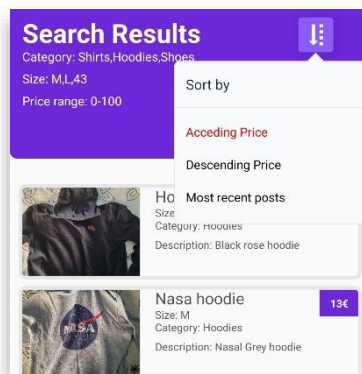 Search Results
Category: Shirts,Hoodies,Shoes
Size: M,L,43
Price range: 0-100
Sort by
Acceding Price
Descending Price
Most recent posts
Ho
Size
Category: Hoodies
Description: Black rose hoodie
NASA
Nasa hoodie
13€
Size: M
Category: Hoodies
Description: Nasal Grey hoodie